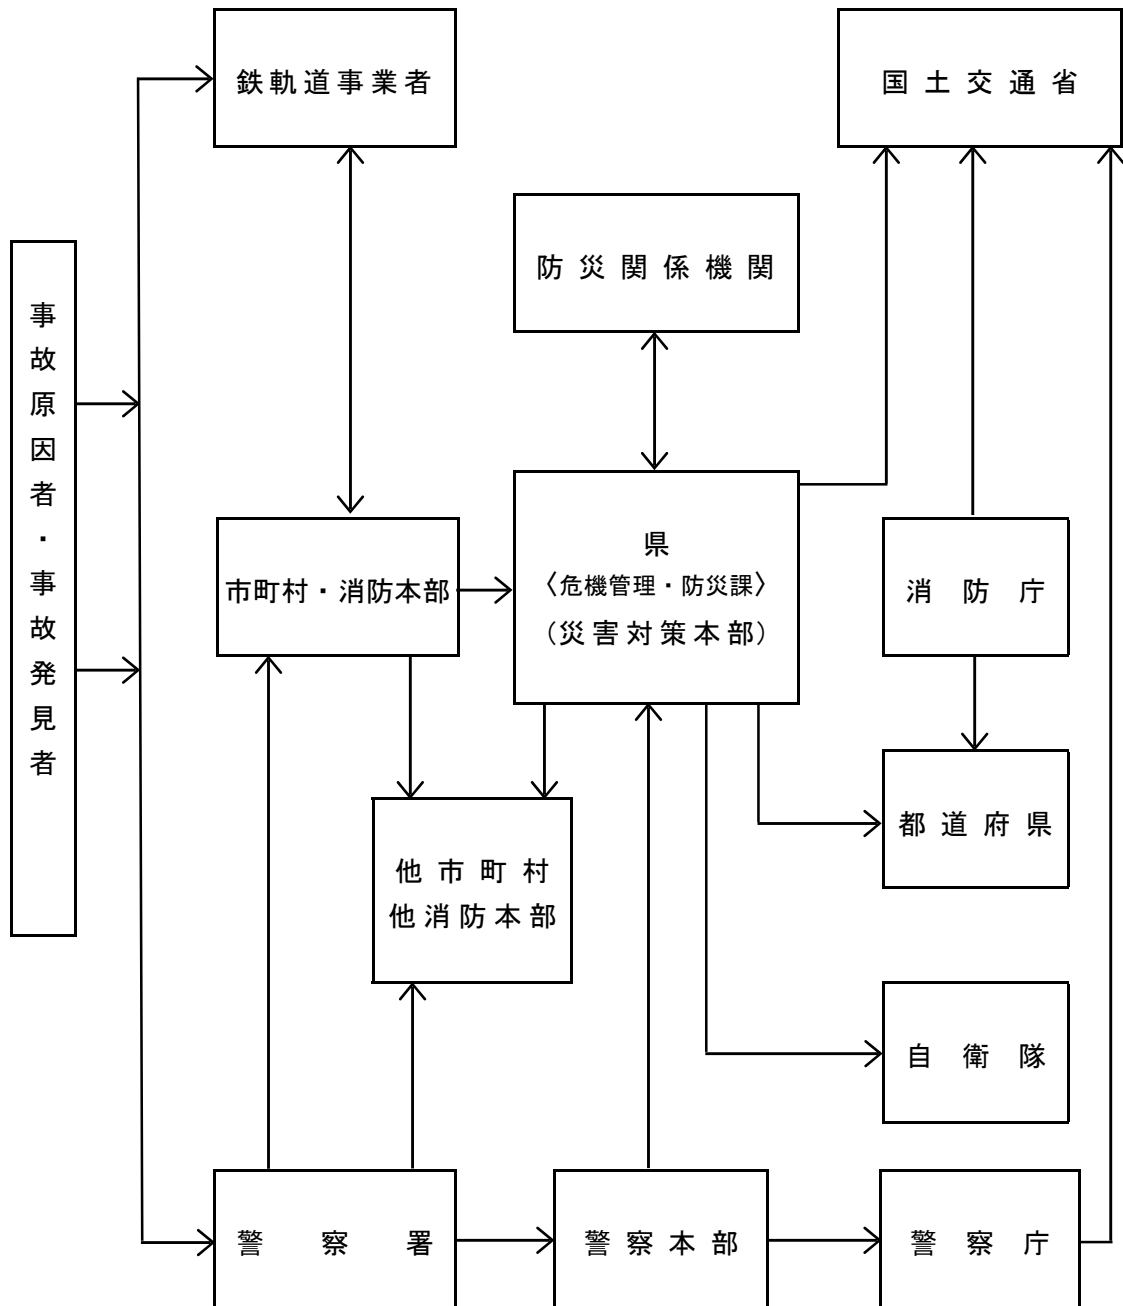 鉄軌道事業者
国土交通省
防災関係機関
事故原因者・事故発見者
県
市町村・消防本部
〈危機管理・防災課〉
消防庁
(災害対策本部)
都道府県
他市町村
他消防本部
自衛隊
警察署
警察本部
警察庁